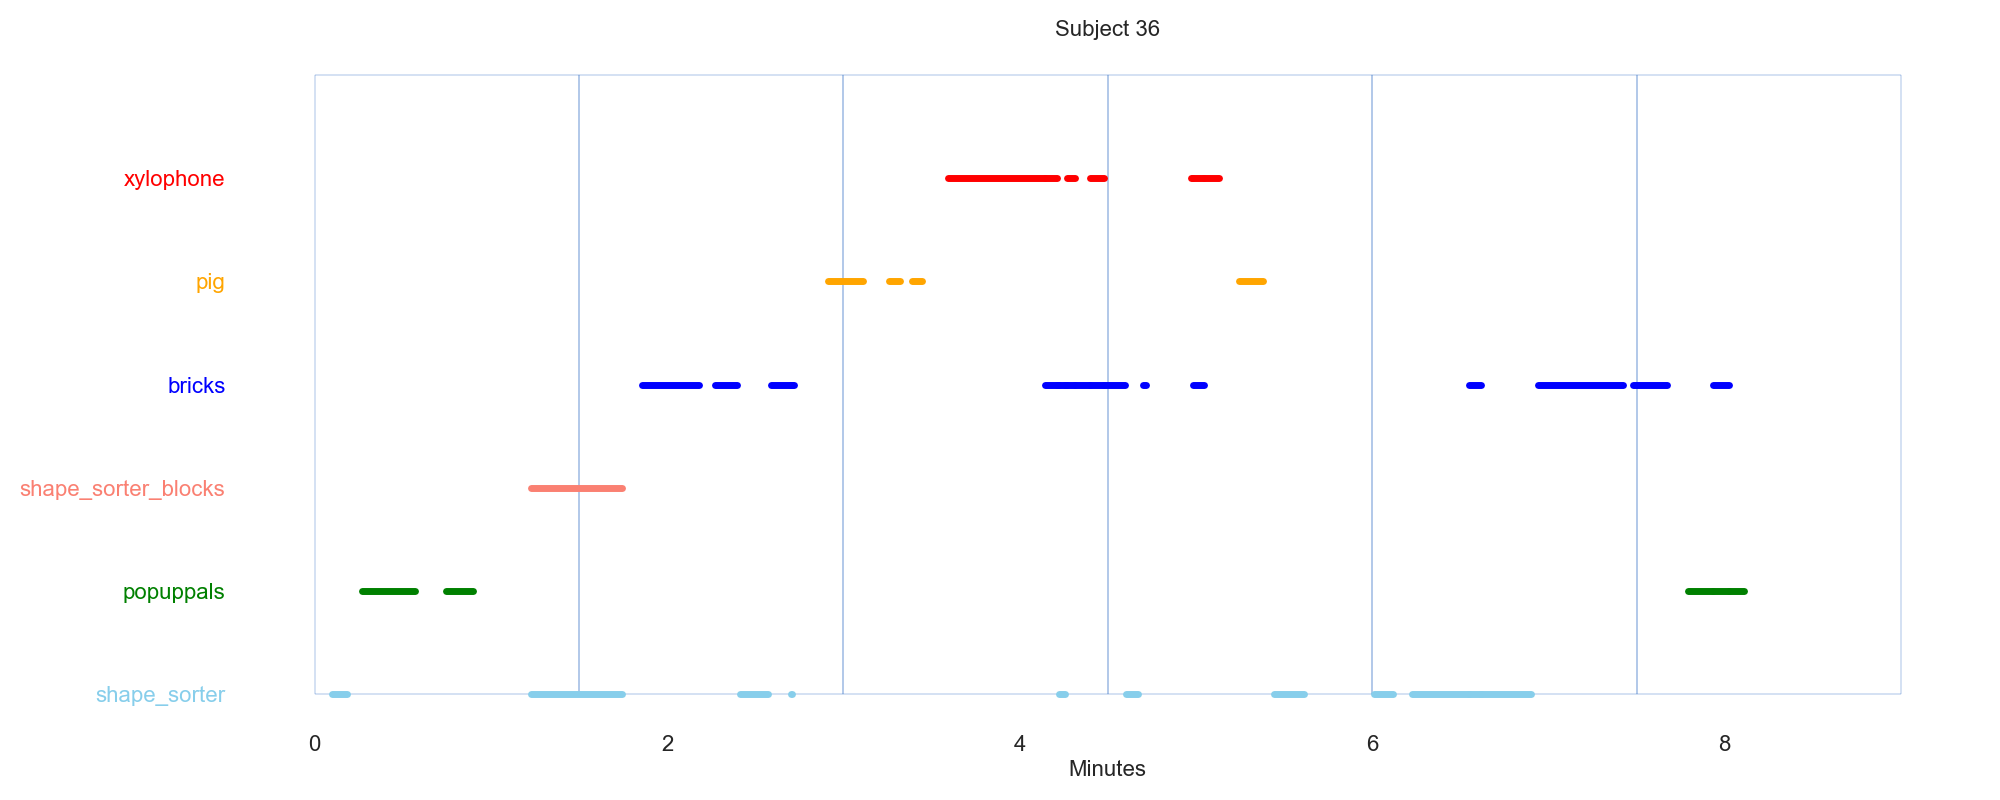 Subject 36
xylophone
pig
bricks
shape_sorter_blocks
popuppals
shape_sorter
0 2 4 6 8
Minutes